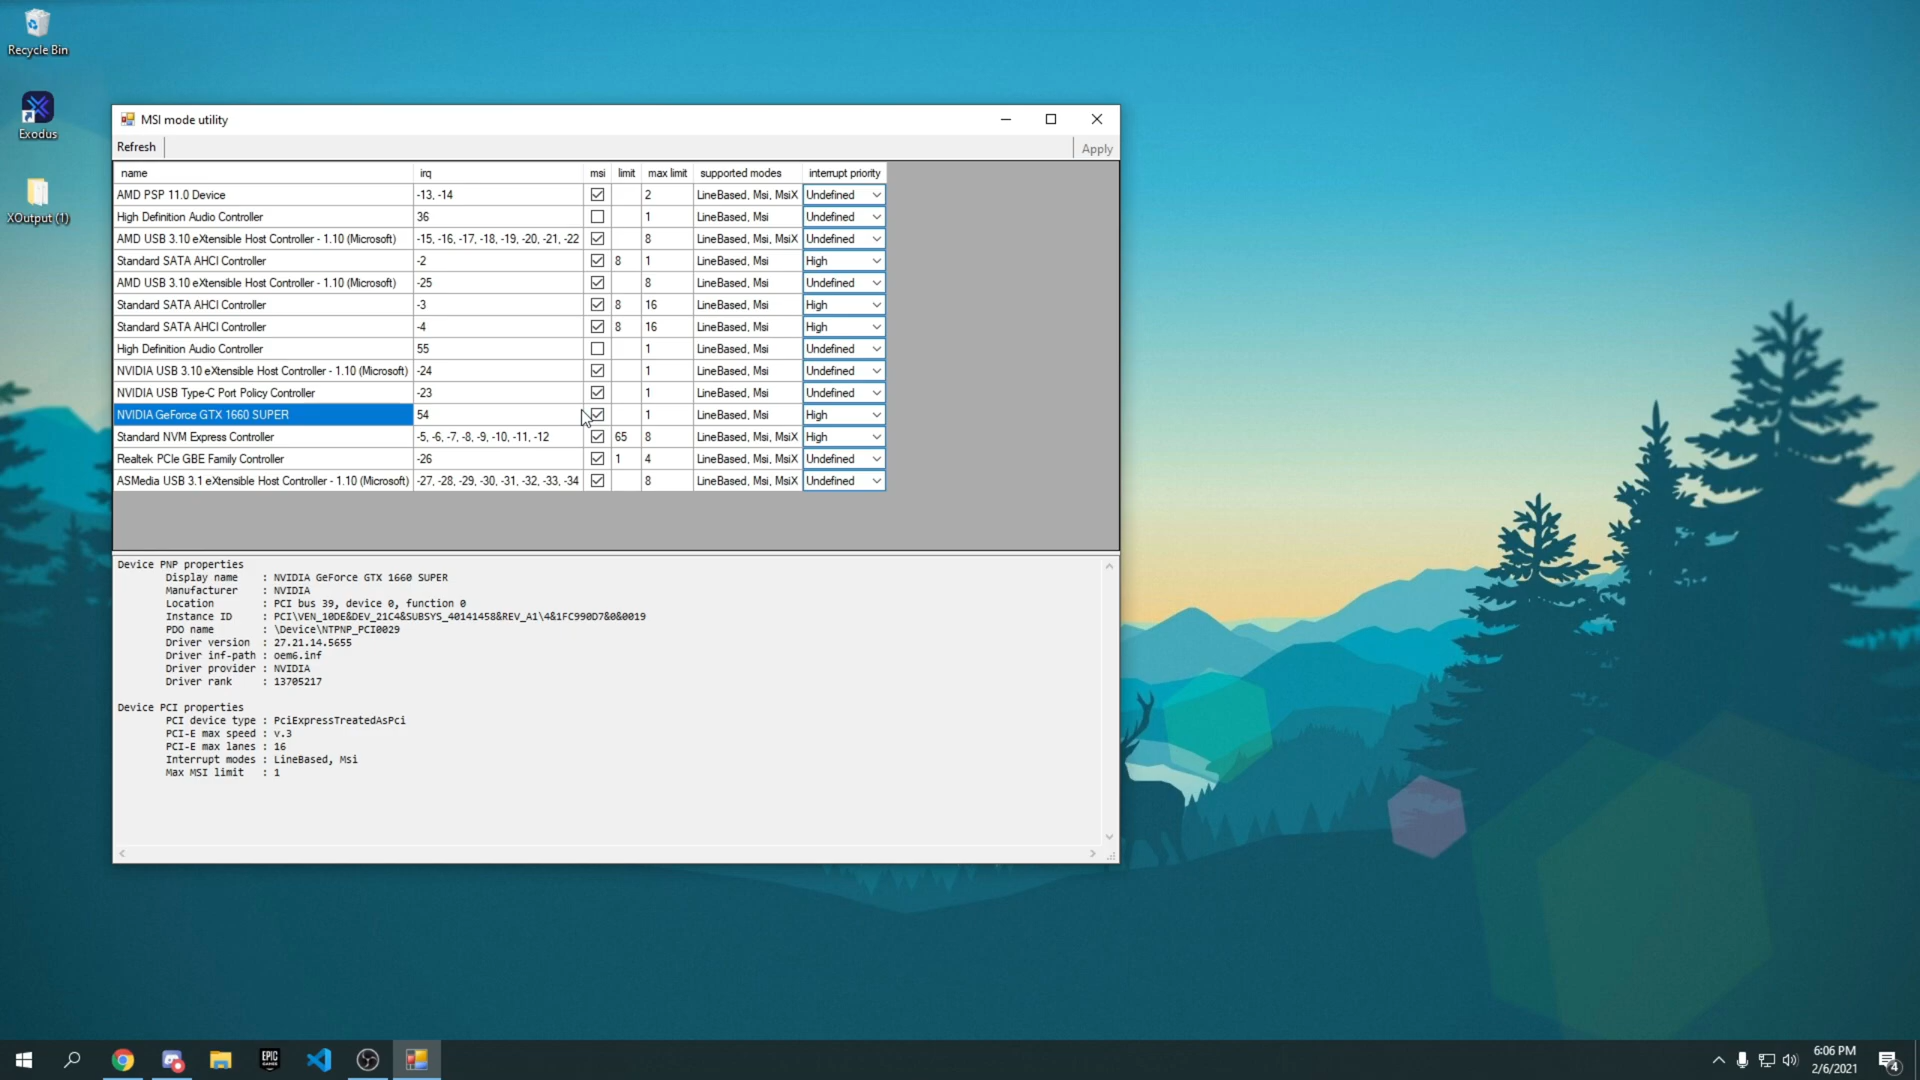 Recycle Bin
Exodus
XOutput (1)
MSI mode utility
Refresh
Apply
name irq msi limit max limit supported modes interrupt priority
AMD PSP 11.0 Device -13, -14 2 LineBased, Msi, MsiX Undefined
High Definition Audio Controller 36 1 LineBased, Msi Undefined
AMD USB 3.10 eXtensible Host Controller - 1.10 (Microsoft) -15, -16, -17, -18, -19, -20, -21, -22 8 LineBased, Msi, MsiX Undefined
Standard SATA AHCI Controller -2 8 1 LineBased, Msi High
AMD USB 3.10 eXtensible Host Controller - 1.10 (Microsoft) -25 8 LineBased, Msi Undefined
Standard SATA AHCI Controller -3 8 16 LineBased, Msi High
Standard SATA AHCI Controller -4 8 16 LineBased, Msi High
High Definition Audio Controller 55 1 LineBased, Msi Undefined
NVIDIA USB 3.10 eXtensible Host Controller - 1.10 (Microsoft) -24 1 LineBased, Msi Undefined
NVIDIA USB Type-C Port Policy Controller -23 1 LineBased, Msi Undefined
NVIDIA GeForce GTX 1660 SUPER 54 1 LineBased, Msi High
Standard NVM Express Controller -5, -6, -7, -8, -9, -10, -11, -12 65 8 LineBased, Msi, MsiX High
Realtek PCIe GBE Family Controller -26 1 4 LineBased, Msi, MsiX Undefined
ASMedia USB 3.1 eXtensible Host Controller - 1.10 (Microsoft) -27, -28, -29, -30, -31, -32, -33, -34 8 LineBased, Msi, MsiX Undefined
Device PNP properties
Display name : NVIDIA GeForce GTX 1660 SUPER
Manufacturer : NVIDIA
Location : PCI bus 39, device 0, function 0
Instance ID : PCI\VEN_10DE&DEV_21C4&SUBSYS_40141458&REV_A1\4&1FC990D7&0&0019
PDO name : \Device\NTPNP_PCI0029
Driver version : 27.21.14.5655
Driver inf-path : oem6.inf
Driver provider : NVIDIA
Driver rank : 13705217
Device PCI properties
PCI device type : PciExpressTreatedAsPci
PCI-E max speed : v.3
PCI-E max lanes : 16
Interrupt modes : LineBased, Msi
Max MSI limit : 1
EPIC
GAMES
6:06 PM
2/6/2021
4